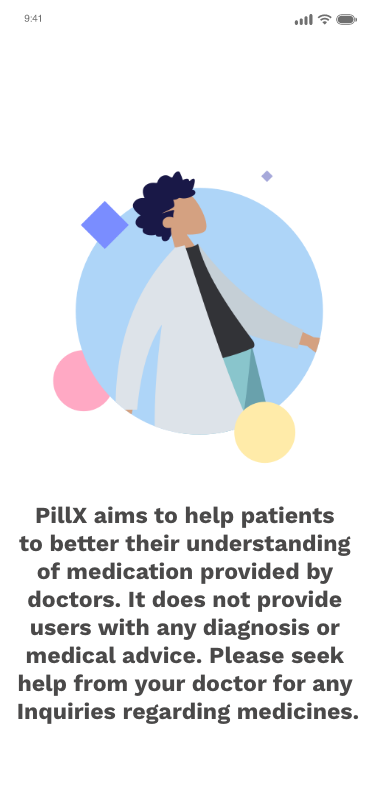 9:41
PillX aims to help patients
to better their understanding
of medication provided by
doctors. It does not provide
users with any diagnosis or
medical advice. Please seek
help from your doctor for any
Inquiries regarding medicines.